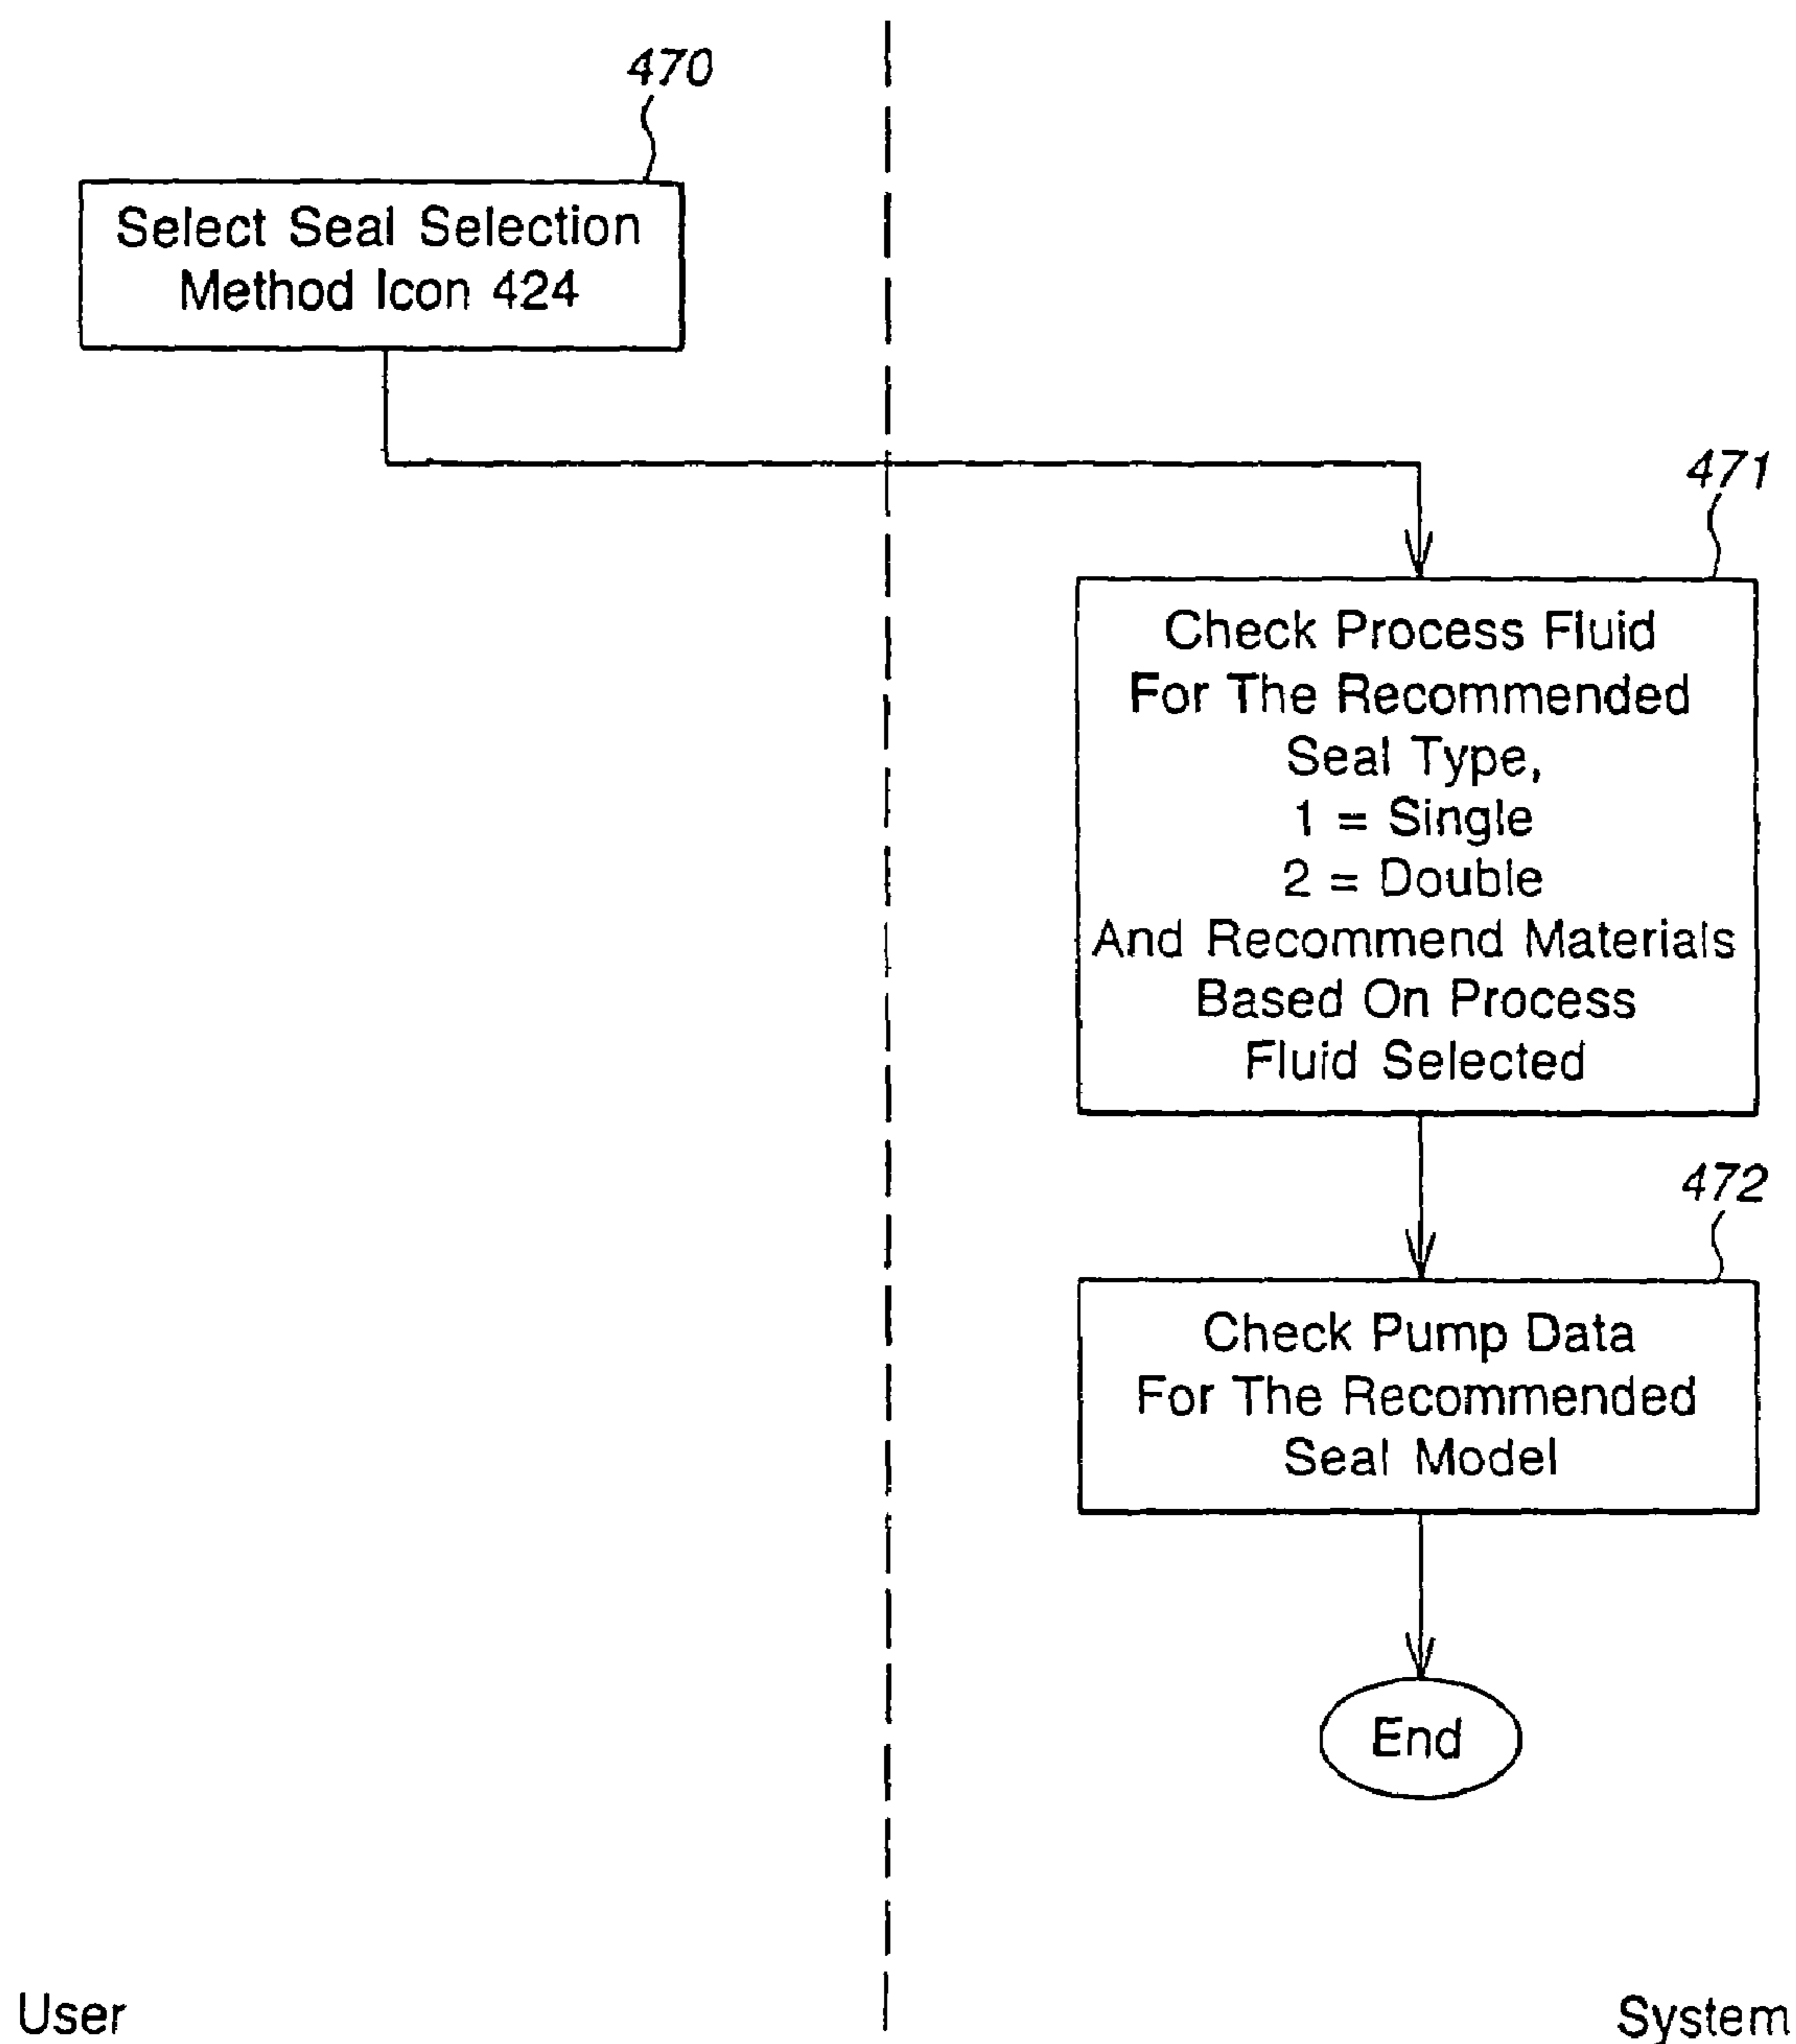 470
Select Seal Selection
Method Icon 424
471
Check Process Fluid
For The Recommended
Seal Type,
1 = Single
2 = Double
And Recommend Materials
Based On Process
Fluid Selected
472
Check Pump Data
For The Recommended
Seal Model
End
User
System